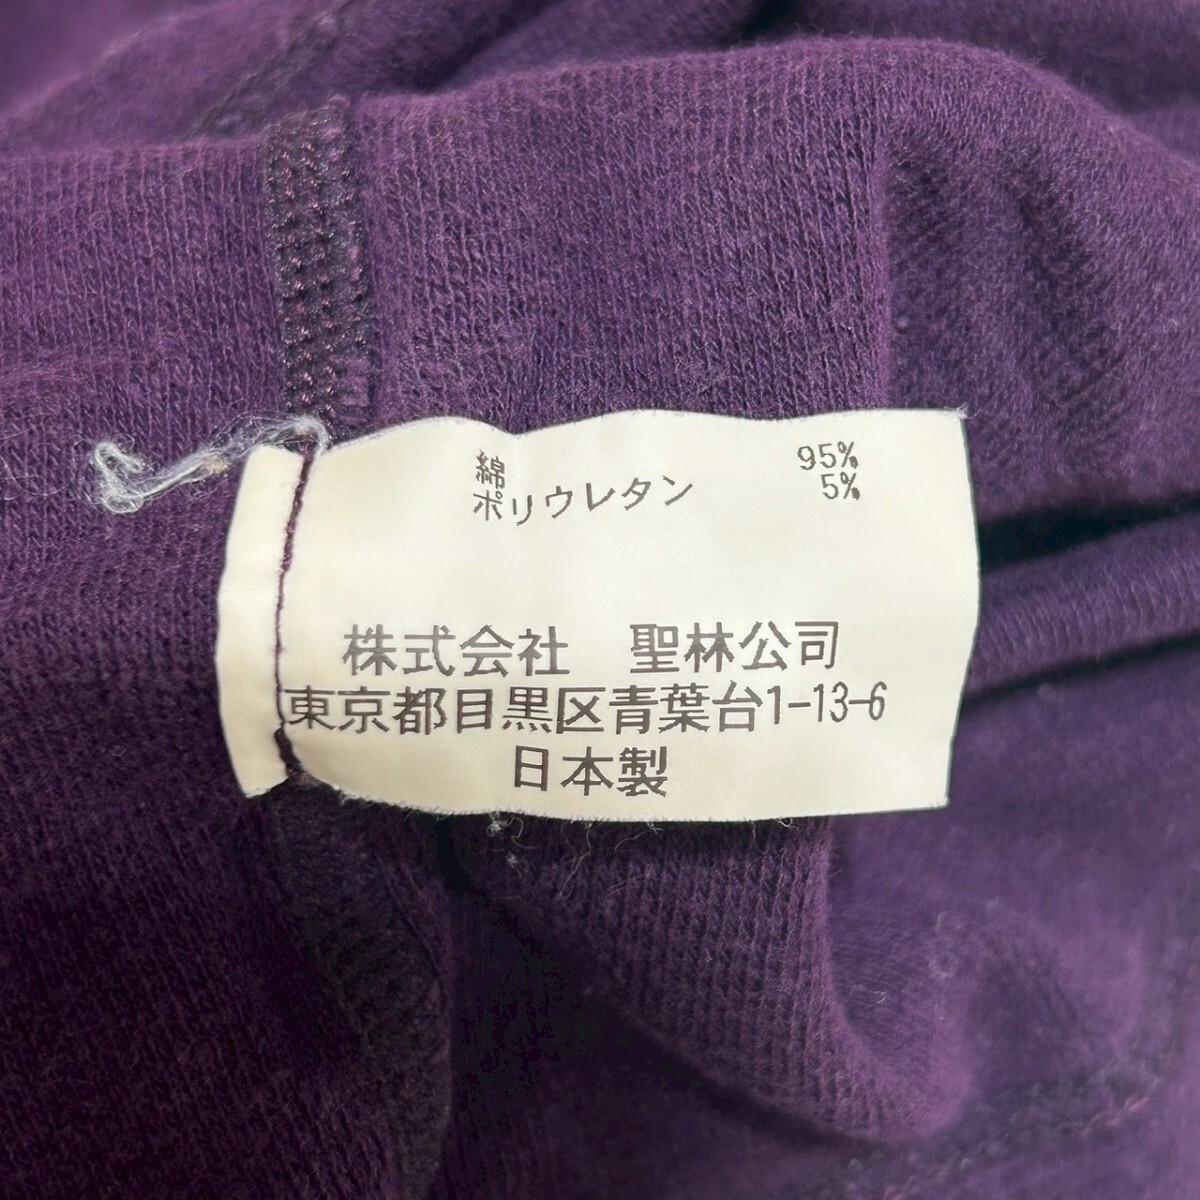 綿 95%
ポリウレタン 5%
株式会社 聖林公司
東京都目黒区青葉台1-13-6
日本製